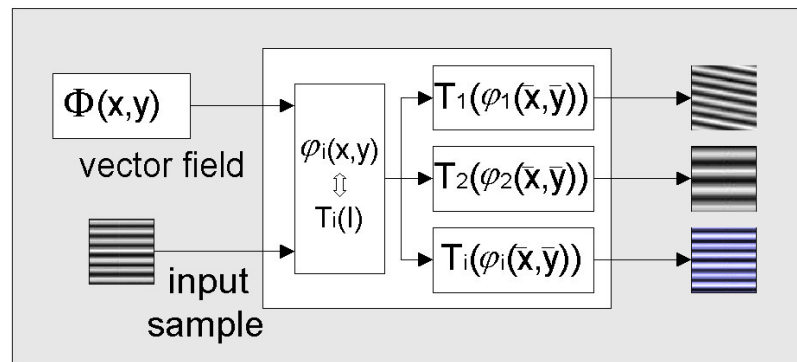 Φ(x,y)
vector field
input
sample
φi(x,y)
⇕
Ti(I)
T1(φ1(x̄,ȳ))
T2(φ2(x̄,ȳ))
Ti(φi(x̄,ȳ))